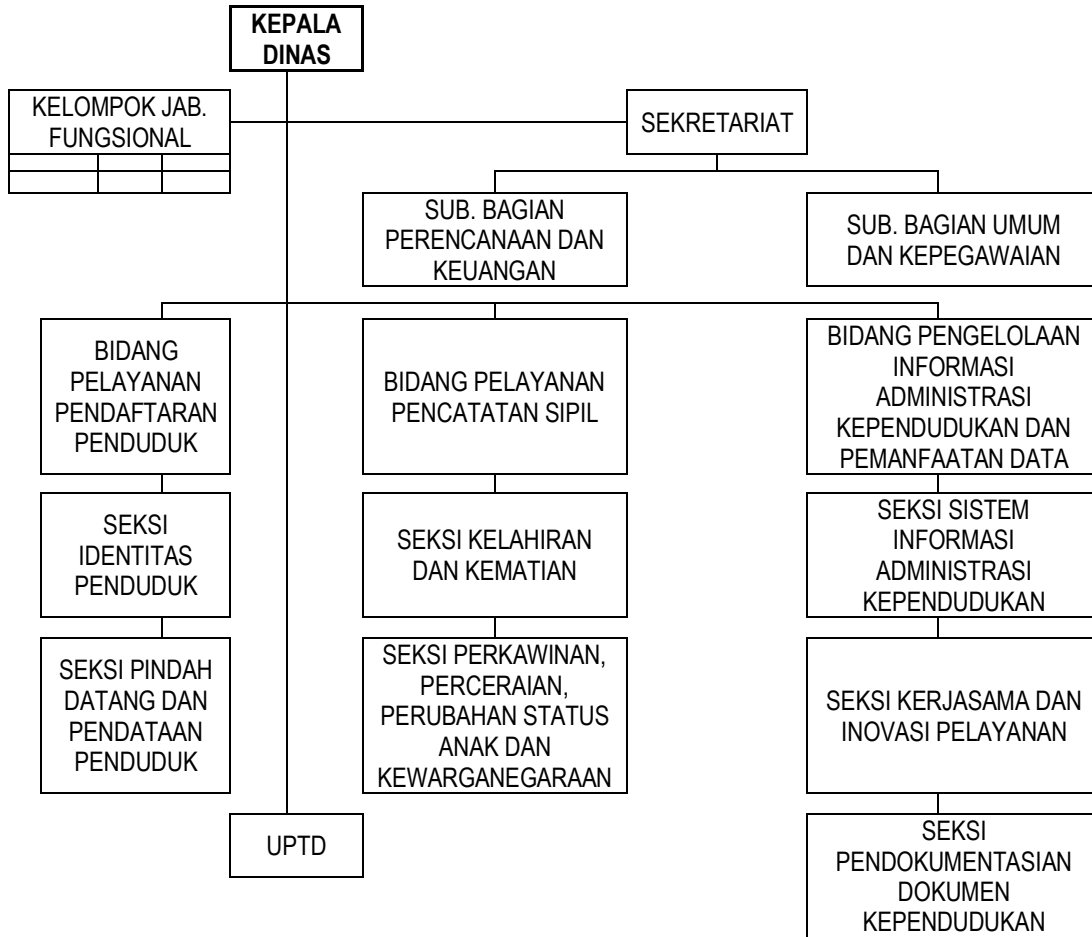 KEPALA
DINAS
KELOMPOK JAB.
FUNGSIONAL
SEKRETARIAT
SUB. BAGIAN
PERENCANAAN DAN
KEUANGAN
SUB. BAGIAN UMUM
DAN KEPEGAWAIAN
BIDANG
PELAYANAN
PENDAFTARAN
PENDUDUK
BIDANG PELAYANAN
PENCATATAN SIPIL
BIDANG PENGELOLAAN
INFORMASI
ADMINISTRASI
KEPENDUDUKAN DAN
PEMANFAATAN DATA
SEKSI
IDENTITAS
PENDUDUK
SEKSI KELAHIRAN
DAN KEMATIAN
SEKSI SISTEM
INFORMASI
ADMINISTRASI
KEPENDUDUKAN
SEKSI PINDAH
DATANG DAN
PENDATAAN
PENDUDUK
SEKSI PERKAWINAN,
PERCERAIAN,
PERUBAHAN STATUS
ANAK DAN
KEWARGANEGARAAN
SEKSI KERJASAMA DAN
INOVASI PELAYANAN
UPTD
SEKSI
PENDOKUMENTASIAN
DOKUMEN
KEPENDUDUKAN